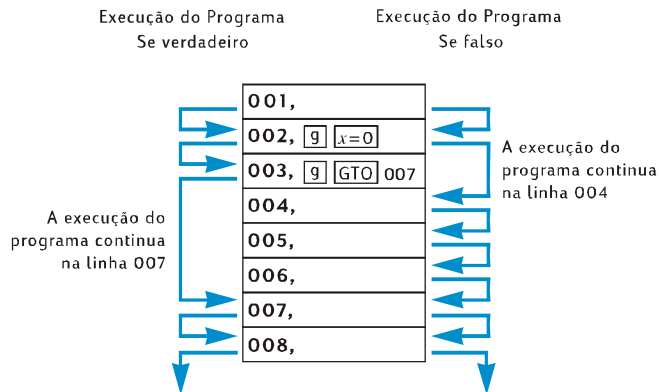 Execução do Programa
Se verdadeiro
Execução do Programa
Se falso
001,
002, g x=0
003, g GTO 007
004,
005,
006,
007,
008,
A execução do
programa continua
na linha 004
A execução do
programa continua
na linha 007